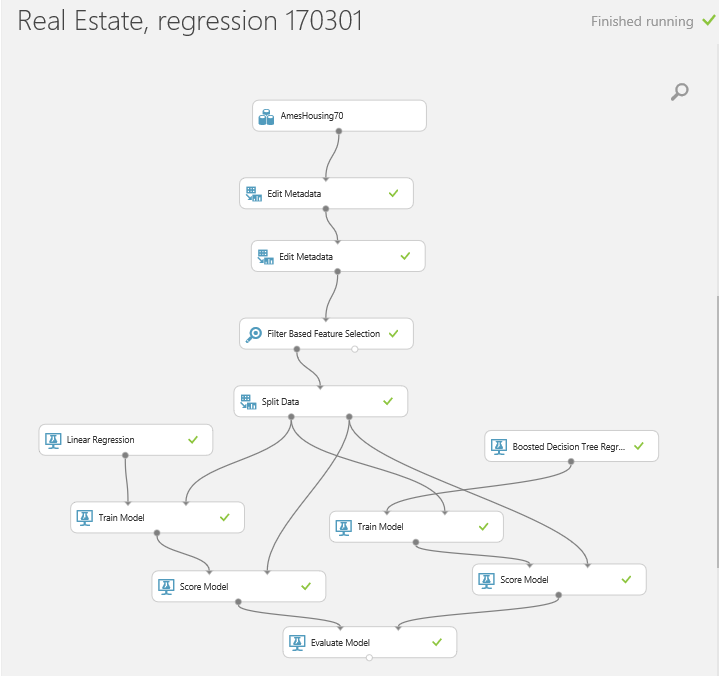 Real Estate, regression 170301
Finished running
AmesHousing70
Edit Metadata
Edit Metadata
Filter Based Feature Selection
Split Data
Linear Regression
Boosted Decision Tree Regr...
Train Model
Train Model
Score Model
Score Model
Evaluate Model